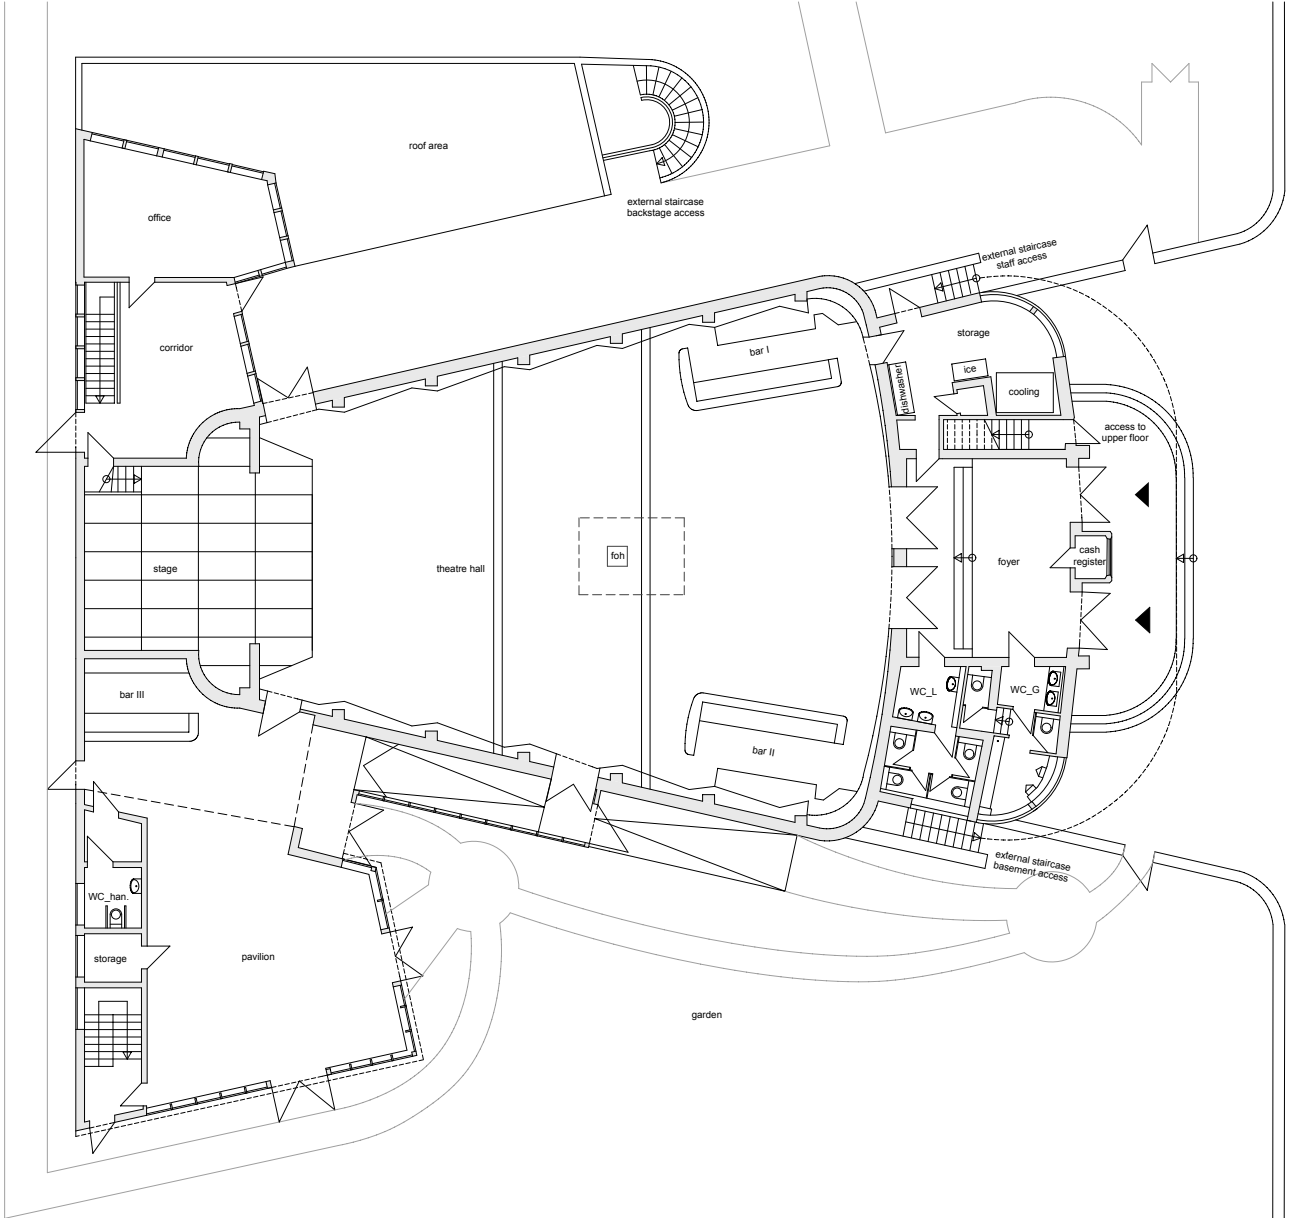 roof area
external staircase
backstage access
office
external staircase
staff access
storage
corridor
bar I
ice
dishwasher
cooling
access to
upper floor
foh
cash
register
stage
theatre hall
foyer
bar III
WC_L
WC_G
bar II
external staircase
basement access
WC_han.
storage
pavilion
garden